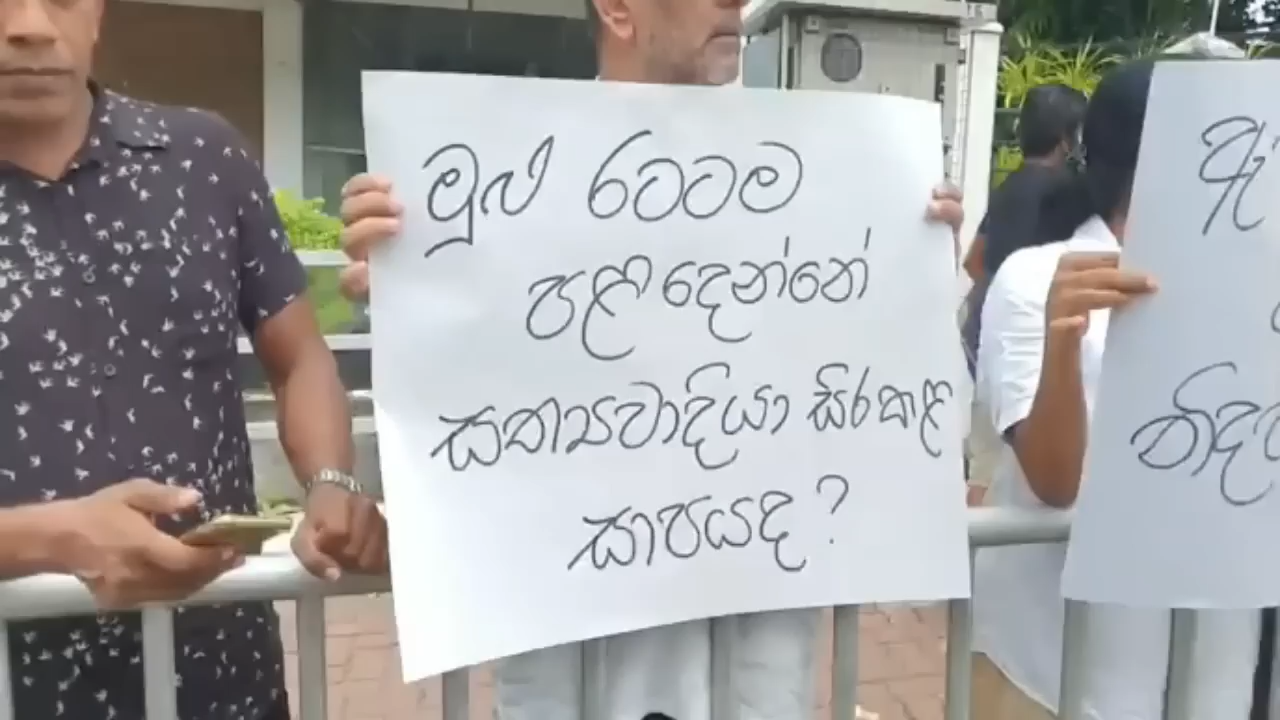 මුළු රටටම
පළි දෙන්නේ
සත්‍යවාදියා සිරකළ
සාපයද ?